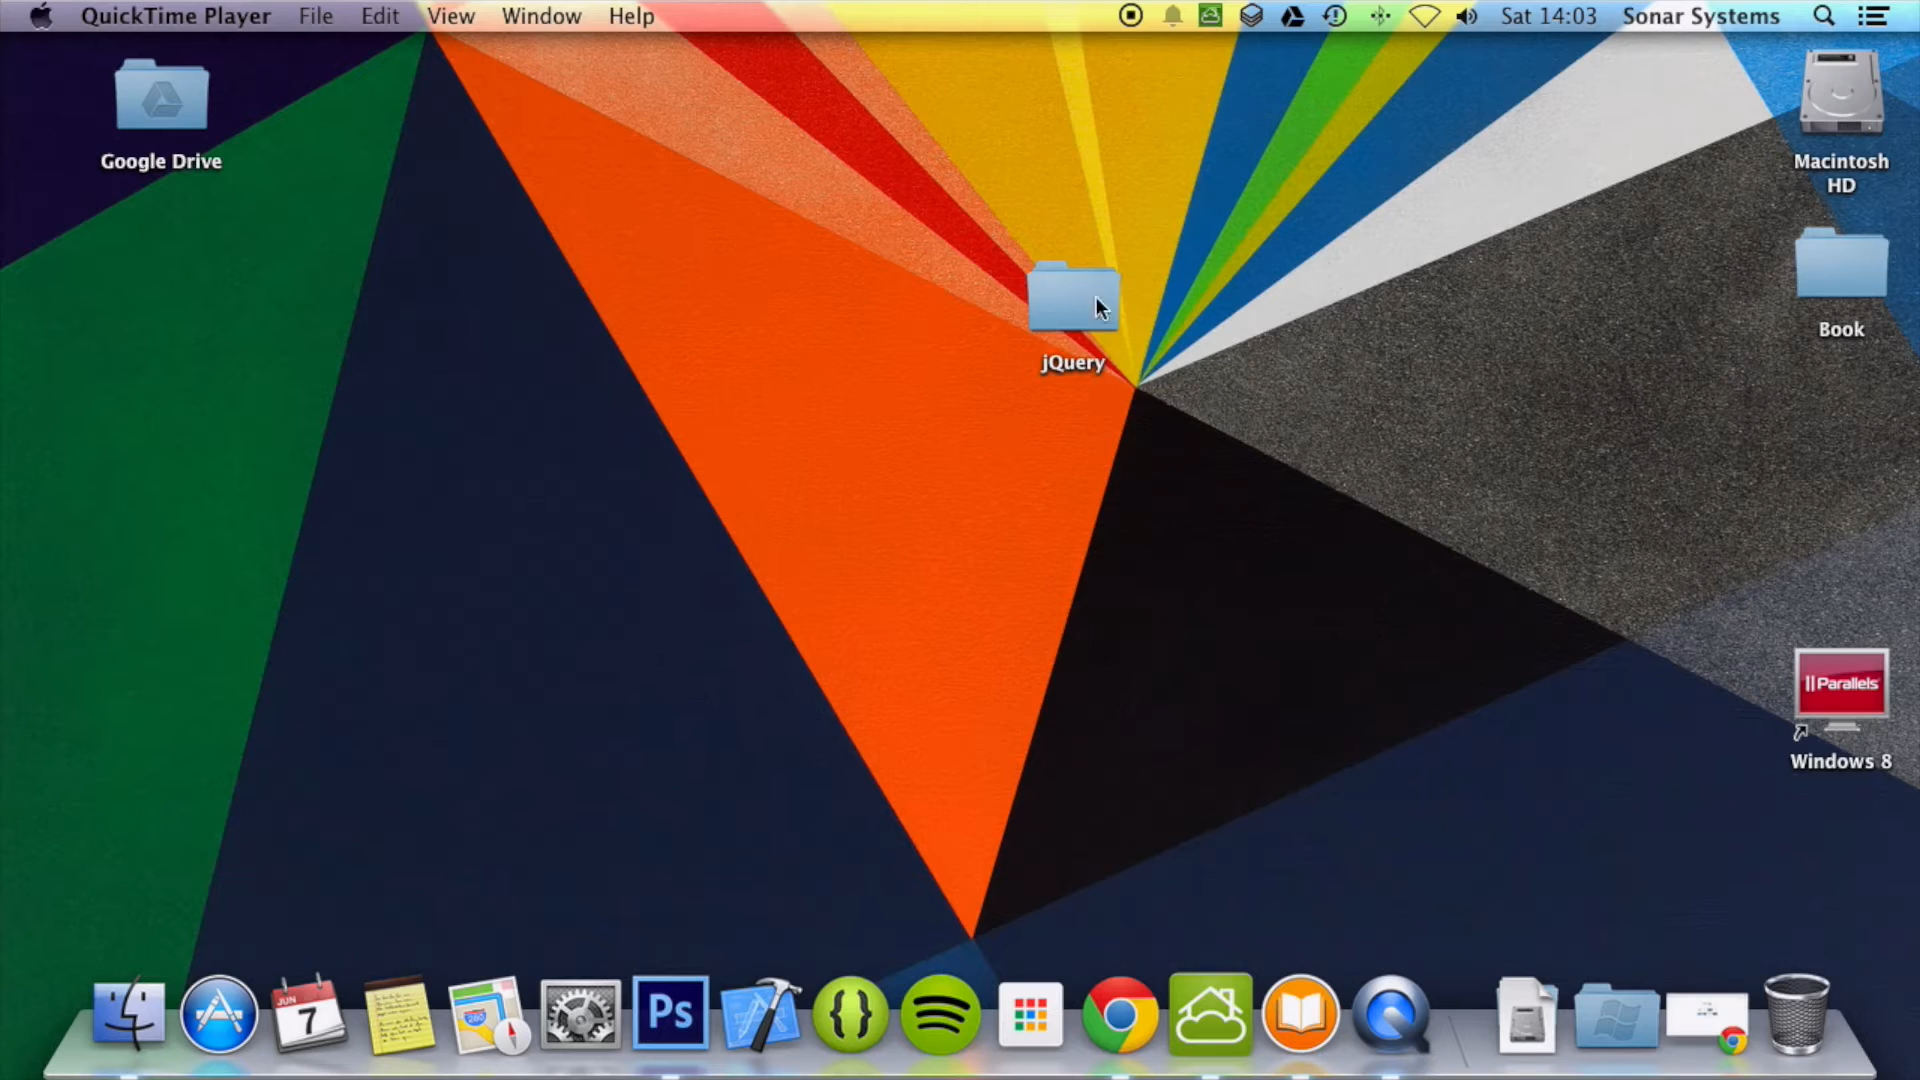 QuickTime Player File Edit View Window Help Sat 14:03 Sonar Systems
Google Drive
Macintosh
HD
jQuery
Book
||Parallels
Windows 8
JUN
7
280
Ps
{}